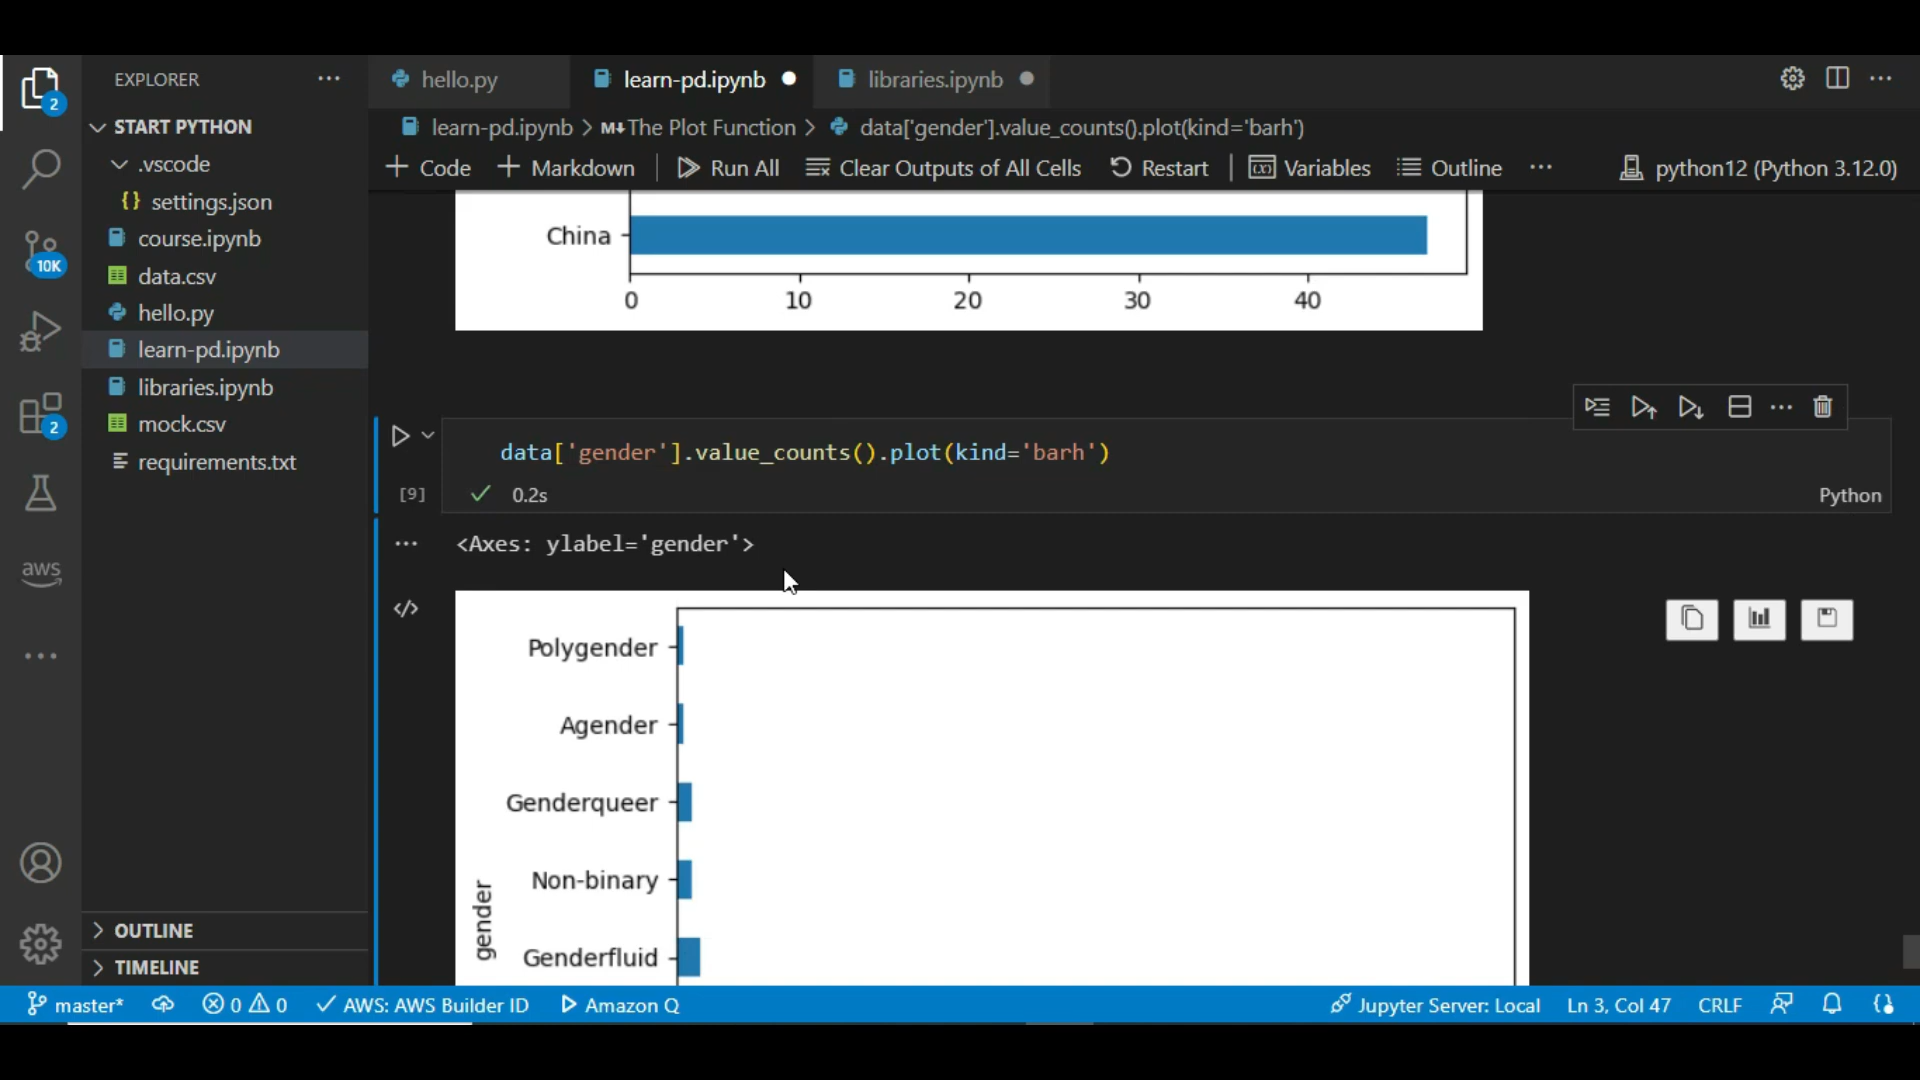 EXPLORER
hello.py
learn-pd.ipynb
libraries.ipynb
2
START PYTHON
learn-pd.ipynb > M↓The Plot Function > data['gender'].value_counts().plot(kind='barh')
.vscode
Code
Markdown
Run All
Clear Outputs of All Cells
Restart
Variables
Outline
python12 (Python 3.12.0)
settings.json
course.ipynb
10K
data.csv
hello.py
learn-pd.ipynb
libraries.ipynb
2
mock.csv
requirements.txt
aws
China
0 10 20 30 40
data['gender'].value_counts().plot(kind='barh')
[9]
0.2s
Python
<Axes: ylabel='gender'>
Polygender
Agender
Genderqueer
Non-binary
Genderfluid
gender
OUTLINE
TIMELINE
master*
0
0
AWS: AWS Builder ID
Amazon Q
Jupyter Server: Local
Ln 3, Col 47
CRLF